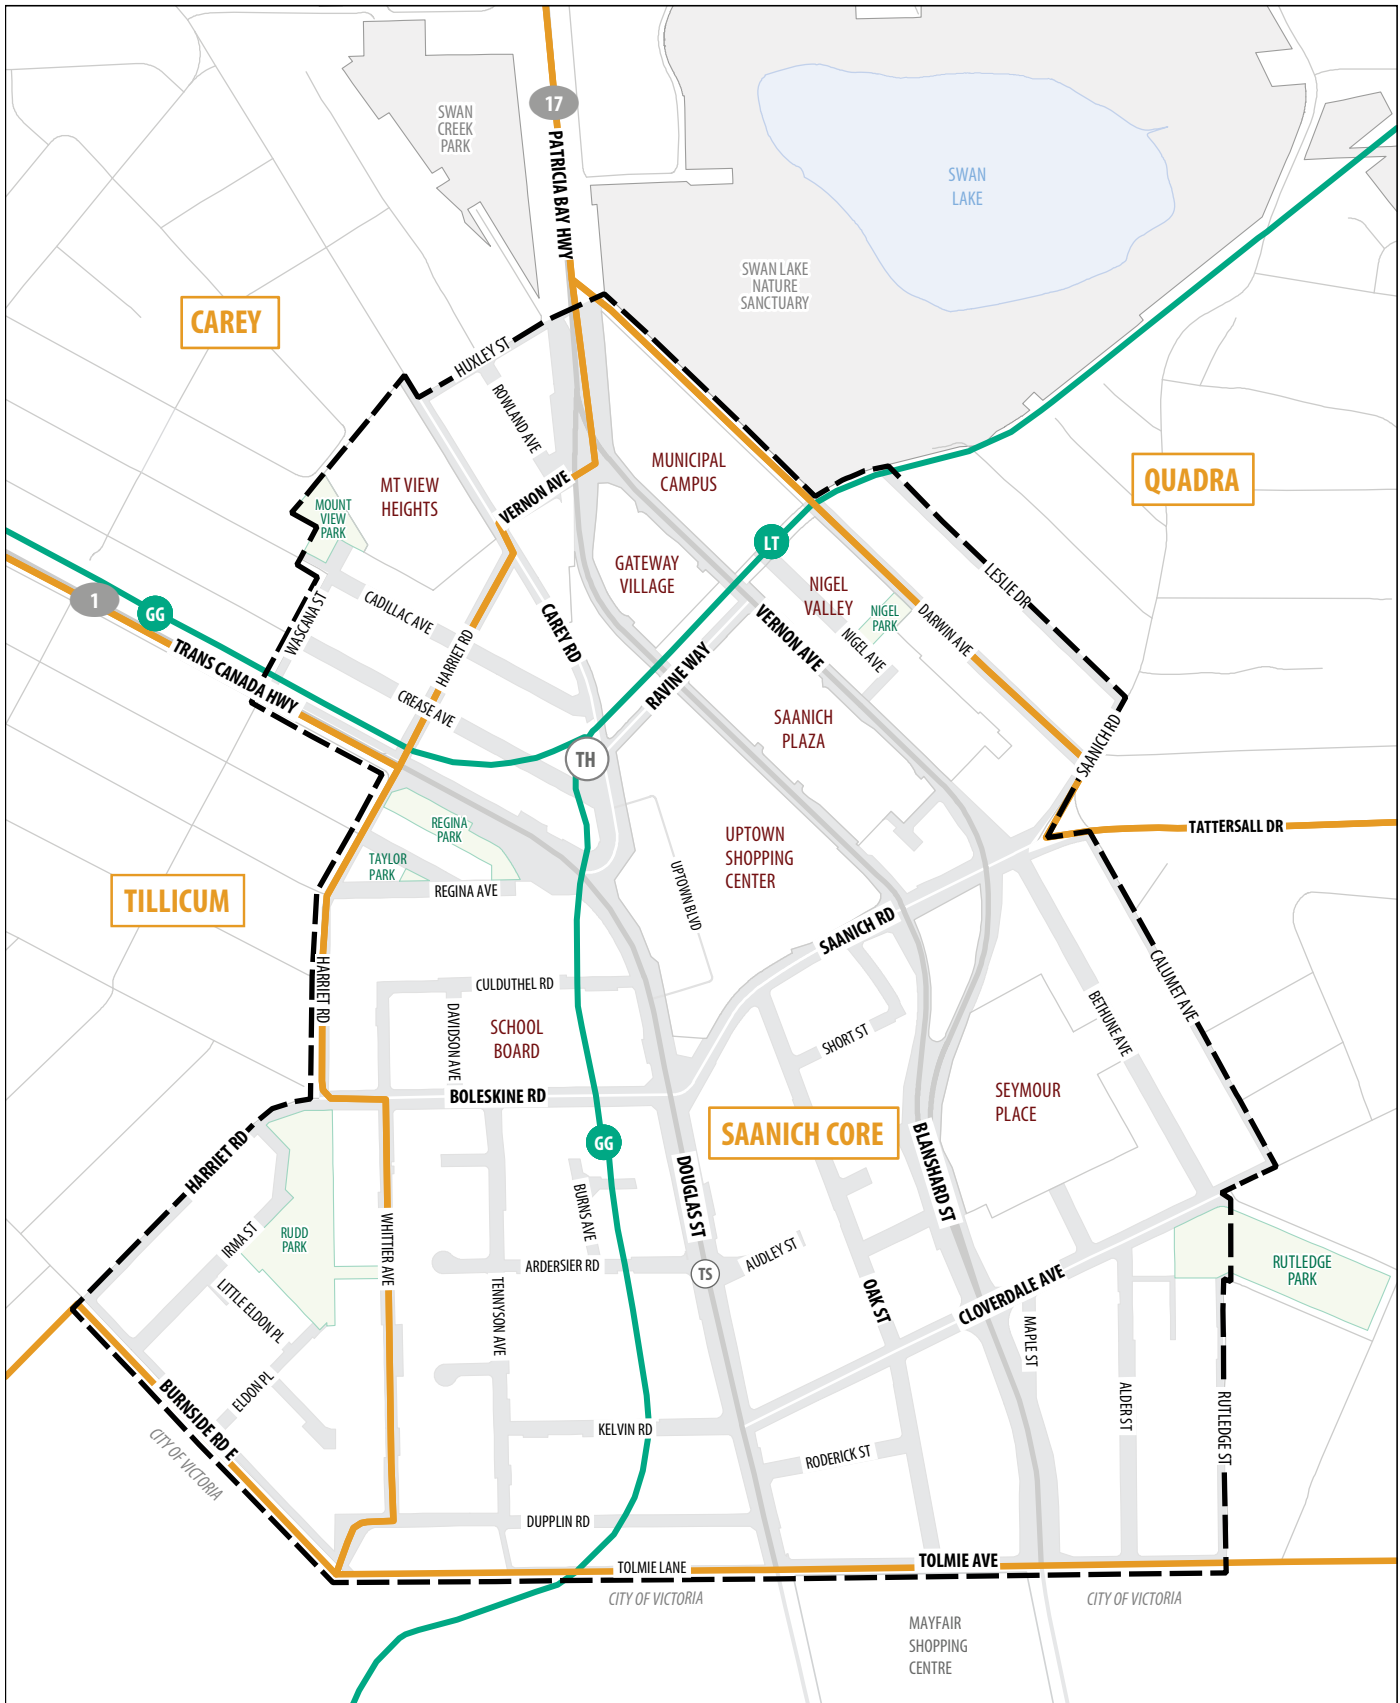 SWAN
CREEK
PARK
17
PATRICIA BAY HWY
SWAN
LAKE
SWAN LAKE
NATURE
SANCTUARY
CAREY
HUXLEY ST
ROWLAND AVE
MT VIEW
HEIGHTS
MUNICIPAL
CAMPUS
QUADRA
MOUNT
VIEW
PARK
VERNON AVE
LT
GATEWAY
VILLAGE
NIGEL
VALLEY
NIGEL
PARK
LESLIE DR
1
GG
WASCANA ST
CADILLAC AVE
CAREY RD
VERNON AVE
NIGEL AVE
DARWIN AVE
TRANS CANADA HWY
HARRIET RD
RAVINE WAY
CREASE AVE
SAANICH
PLAZA
SAANICH RD
TH
REGINA
PARK
UPTOWN
SHOPPING
CENTER
TATTERSALL DR
TAYLOR
PARK
REGINA AVE
UPTOWN BLVD
TILLICUM
SAANICH RD
HARRIET RD
CULDUTHEL RD
CALUMET AVE
DAVIDSON AVE
SCHOOL
BOARD
SHORT ST
BETHUNE AVE
BOLESKINE RD
SEYMOUR
PLACE
SAANICH CORE
GG
HARRIET RD
DOUGLAS ST
BLANSHARD ST
IRMA ST
RUDD
PARK
WHITTIER AVE
BURNS AVE
ARDERSIER RD
AUDLEY ST
TS
RUTLEDGE
PARK
LITTLE ELDON PL
TENNYSON AVE
OAK ST
CLOVERDALE AVE
MAPLE ST
ELDON PL
BURNSIDE RD E
ALDER ST
RUTLEDGE ST
CITY OF VICTORIA
KELVIN RD
RODERICK ST
DUPPLIN RD
TOLMIE LANE
TOLMIE AVE
CITY OF VICTORIA
CITY OF VICTORIA
MAYFAIR
SHOPPING
CENTRE